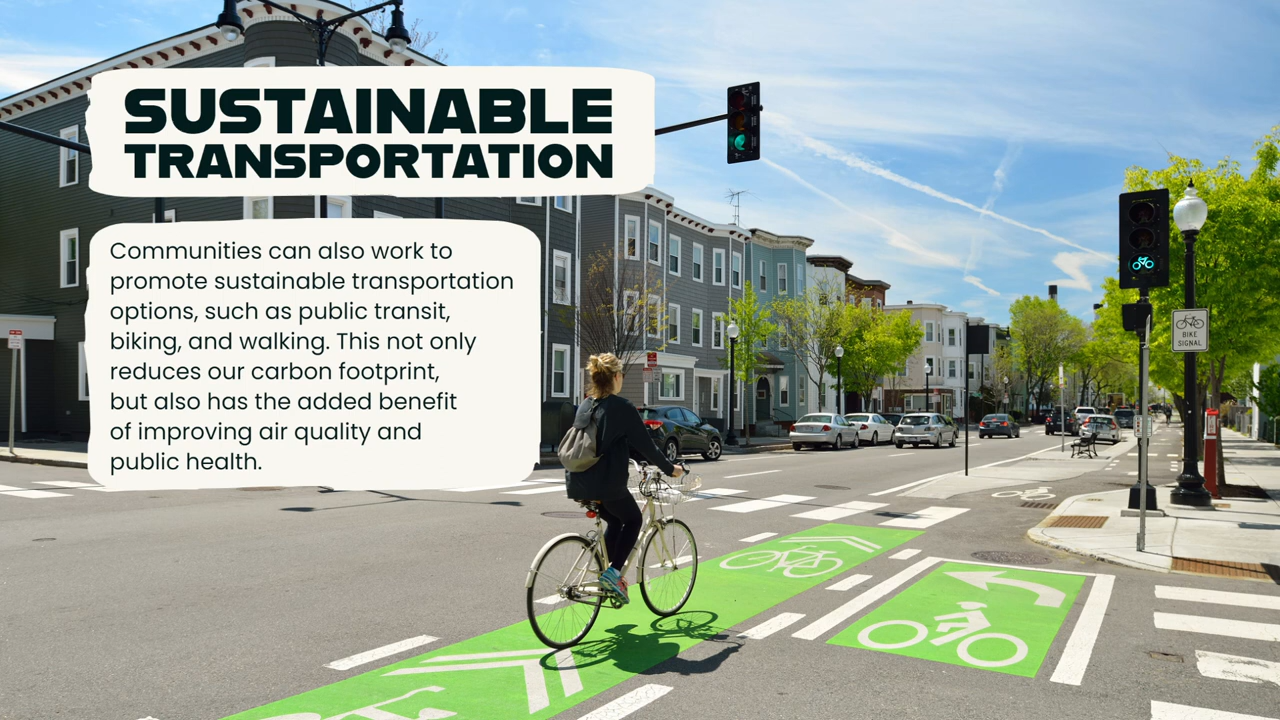 SUSTAINABLE
TRANSPORTATION
Communities can also work to
promote sustainable transportation
options, such as public transit,
biking, and walking. This not only
reduces our carbon footprint,
but also has the added benefit
of improving air quality and
public health.
BIKE
SIGNAL